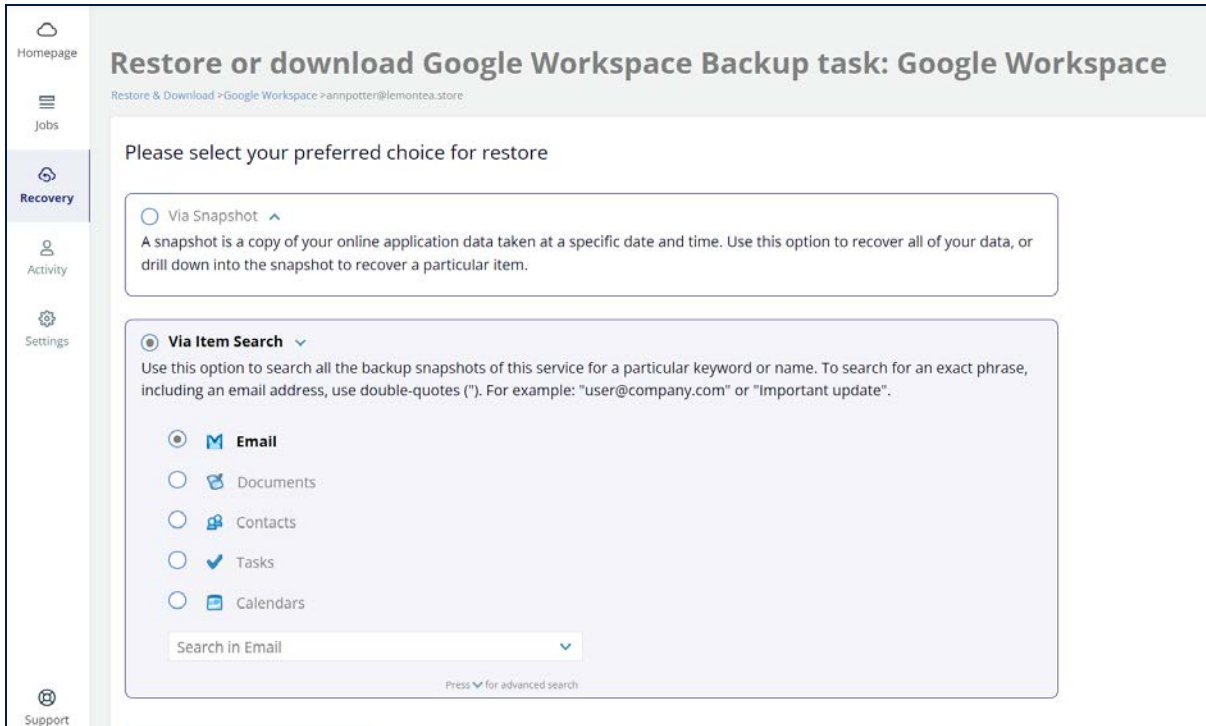 Homepage
Jobs
Recovery
Activity
Settings
Support
Restore or download Google Workspace Backup task: Google Workspace
Restore & Download >Google Workspace >annpotter@lemontea.store
Please select your preferred choice for restore
Via Snapshot
A snapshot is a copy of your online application data taken at a specific date and time. Use this option to recover all of your data, or
drill down into the snapshot to recover a particular item.
Via Item Search
Use this option to search all the backup snapshots of this service for a particular keyword or name. To search for an exact phrase,
including an email address, use double-quotes ("). For example: "user@company.com" or "Important update".
Email
Documents
Contacts
Tasks
Calendars
Search in Email
Press for advanced search